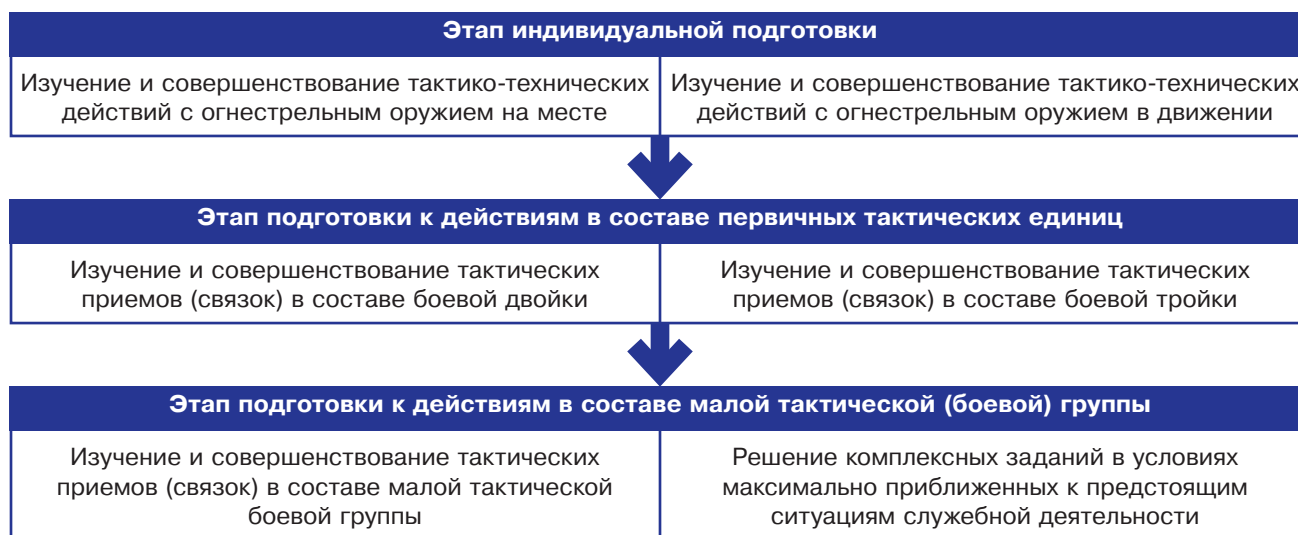 Этап индивидуальной подготовки
Изучение и совершенствование тактико-технических
действий с огнестрельным оружием на месте
Изучение и совершенствование тактико-технических
действий с огнестрельным оружием в движении
Этап подготовки к действиям в составе первичных тактических единиц
Изучение и совершенствование тактических
приемов (связок) в составе боевой двойки
Изучение и совершенствование тактических
приемов (связок) в составе боевой тройки
Этап подготовки к действиям в составе малой тактической (боевой) группы
Изучение и совершенствование тактических
приемов (связок) в составе малой тактической
боевой группы
Решение комплексных заданий в условиях
максимально приближенных к предстоящим
ситуациям служебной деятельности